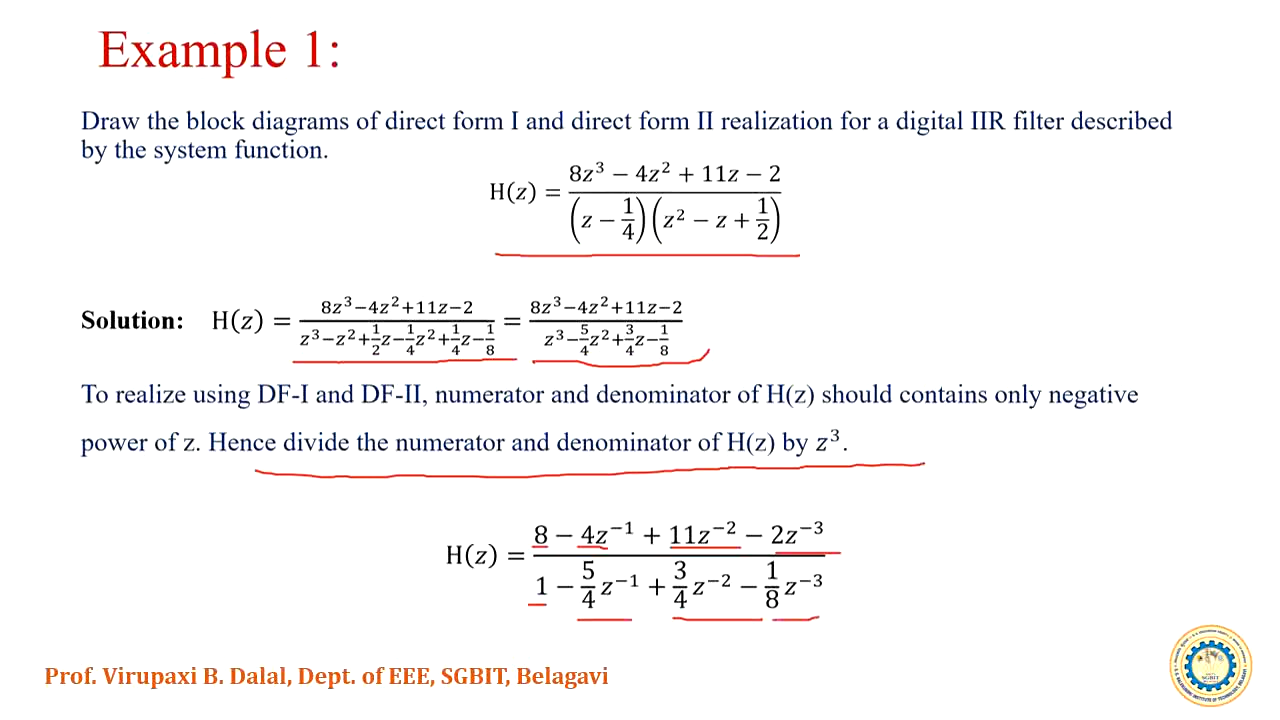 Example 1:
Draw the block diagrams of direct form I and direct form II realization for a digital IIR filter described
by the system function.
H(z) = (8z³ − 4z² + 11z − 2) / ((z − 1/4)(z² − z + 1/2))
Solution: H(z) = (8z³−4z²+11z−2) / (z³−z²+1/2z−1/4z²+1/4z−1/8) = (8z³−4z²+11z−2) / (z³−5/4z²+3/4z−1/8)
To realize using DF-I and DF-II, numerator and denominator of H(z) should contains only negative
power of z. Hence divide the numerator and denominator of H(z) by z³.
H(z) = (8 − 4z⁻¹ + 11z⁻² − 2z⁻³) / (1 − 5/4z⁻¹ + 3/4z⁻² − 1/8z⁻³)
Prof. Virupaxi B. Dalal, Dept. of EEE, SGBIT, Belagavi
SGBIT